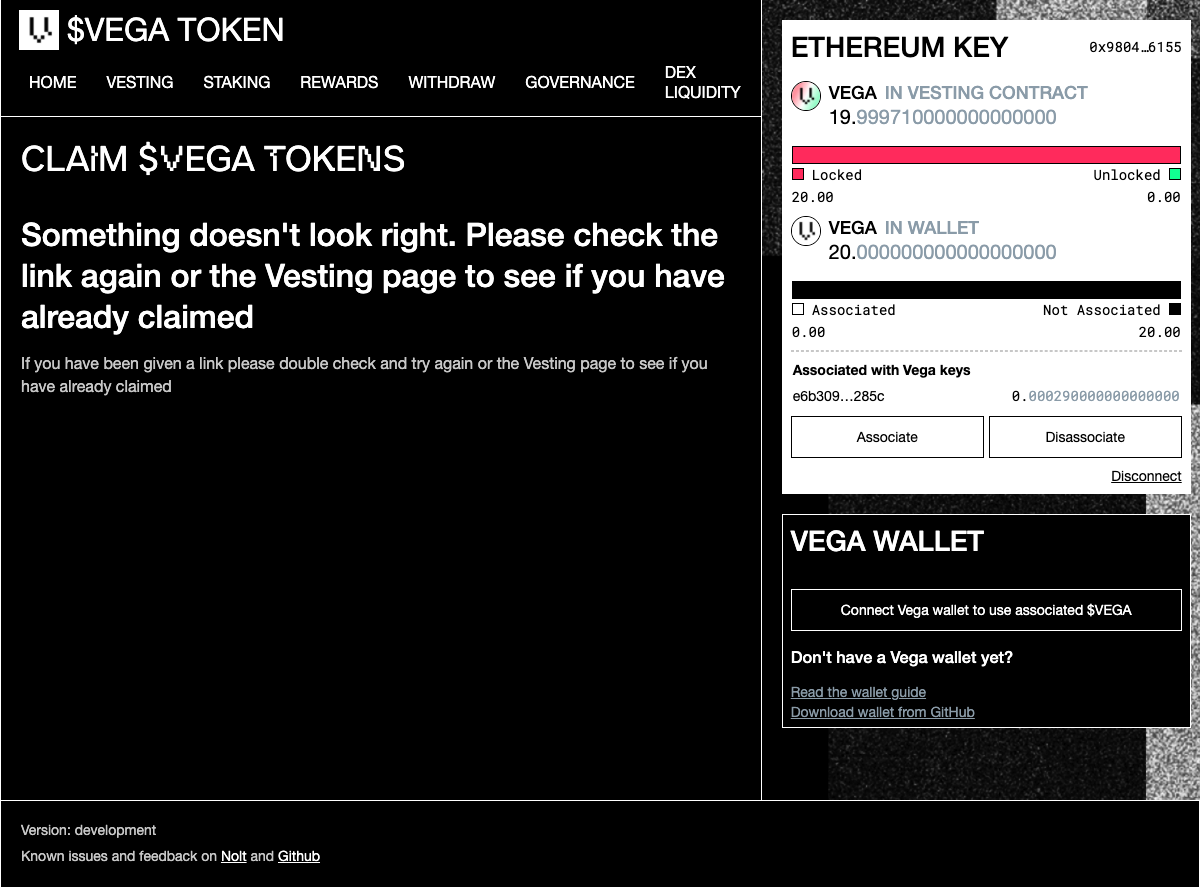 $VEGA TOKEN
HOME VESTING STAKING REWARDS WITHDRAW GOVERNANCE DEX LIQUIDITY
CLAIM $VEGA TOKENS
Something doesn't look right. Please check the
link again or the Vesting page to see if you have
already claimed
If you have been given a link please double check and try again or the Vesting page to see if you
have already claimed
ETHEREUM KEY 0x9804…6155
VEGA IN VESTING CONTRACT
19.999710000000000000
Locked Unlocked
20.00 0.00
VEGA IN WALLET
20.000000000000000000
Associated Not Associated
0.00 20.00
Associated with Vega keys
e6b309…285c 0.000290000000000000
Associate Disassociate
Disconnect
VEGA WALLET
Connect Vega wallet to use associated $VEGA
Don't have a Vega wallet yet?
Read the wallet guide
Download wallet from GitHub
Version: development
Known issues and feedback on Nolt and Github